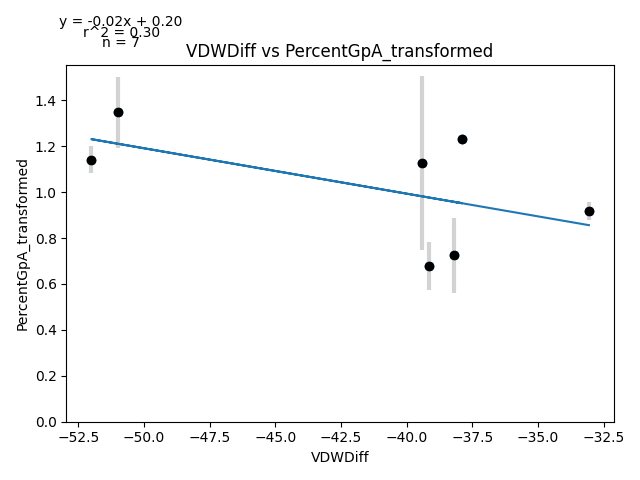 y = -0.02x + 0.20
r^2 = 0.30
n = 7
VDWDiff vs PercentGpA_transformed
PercentGpA_transformed
1.4
1.2
1.0
0.8
0.6
0.4
0.2
0.0
−52.5 −50.0 −47.5 −45.0 −42.5 −40.0 −37.5 −35.0 −32.5
VDWDiff